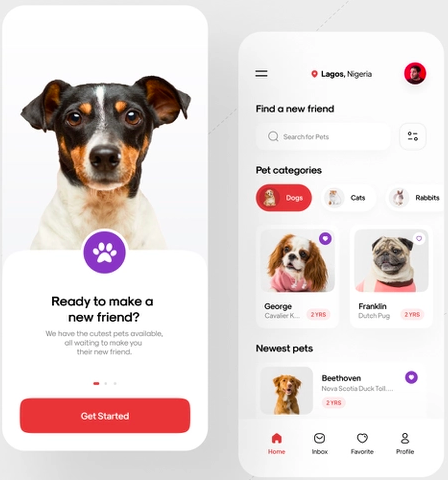 Ready to make a
new friend?
We have the cutest pets available,
all waiting to make you
their new friend.
Get Started
Lagos, Nigeria
Find a new friend
Search for Pets
Pet categories
Dogs
Cats
Rabbits
George
Cavalier K...
2 YRS
Franklin
Dutch Pug
2 YRS
Newest pets
Beethoven
Nova Scotia Duck Toll....
2 YRS
Home
Inbox
Favorite
Profile